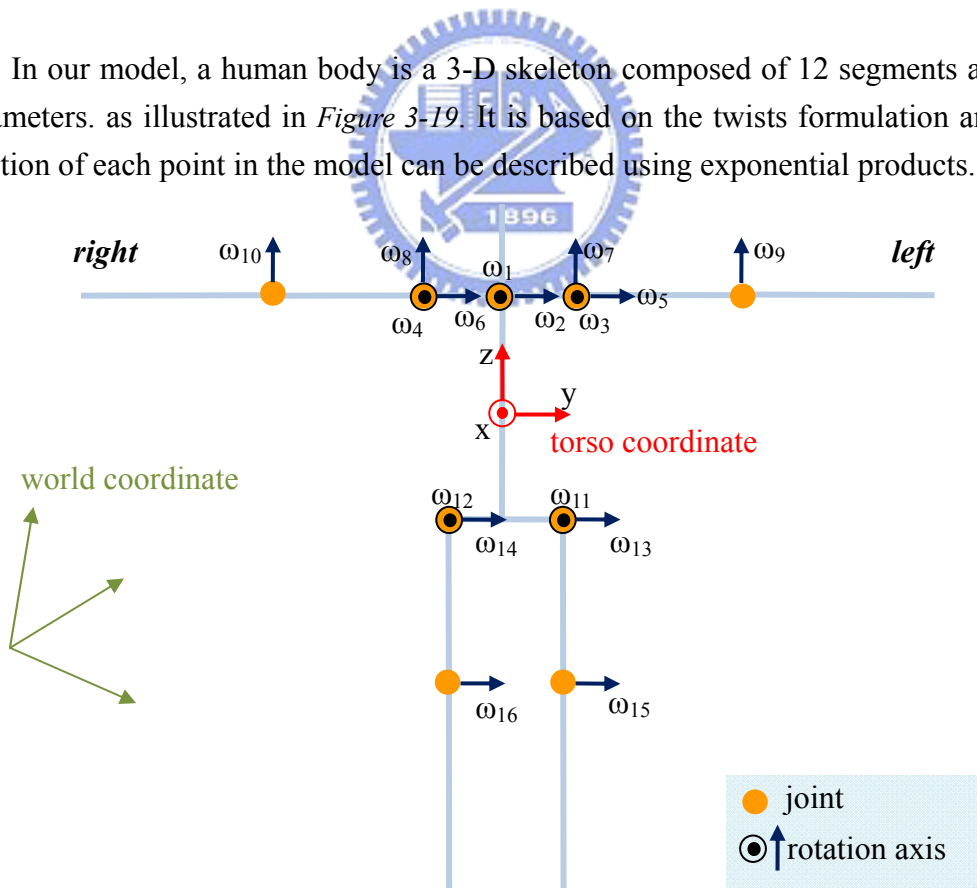 In our model, a human body is a 3-D skeleton composed of 12 segments a
meters. as illustrated in Figure 3-19. It is based on the twists formulation a
tion of each point in the model can be described using exponential products.
1896
right
ω10
ω8
ω1
ω7
ω9
left
ω4
ω6
ω2
ω3
ω5
z
y
x
torso coordinate
world coordinate
ω12
ω11
ω14
ω13
ω16
ω15
joint
rotation axis